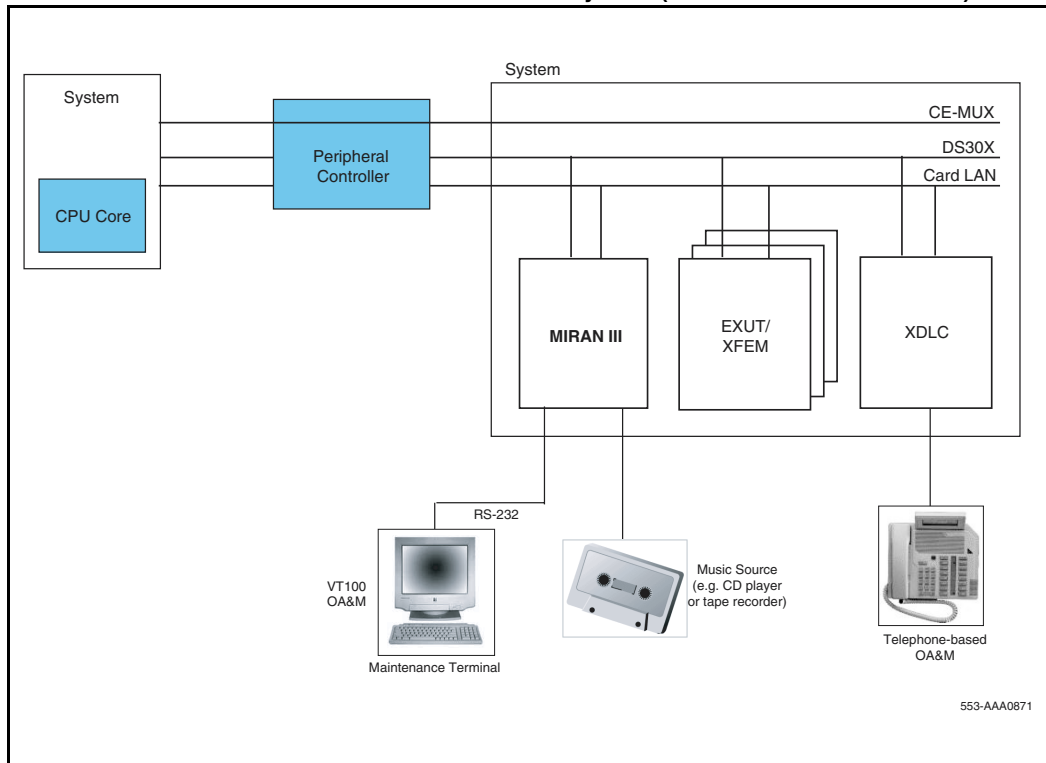 System
System
CPU Core
Peripheral
Controller
CE-MUX
DS30X
Card LAN
MIRAN III
EXUT/
XFEM
XDLC
RS-232
VT100
OA&M
Maintenance Terminal
Music Source
(e.g. CD player
or tape recorder)
Telephone-based
OA&M
553-AAA0871